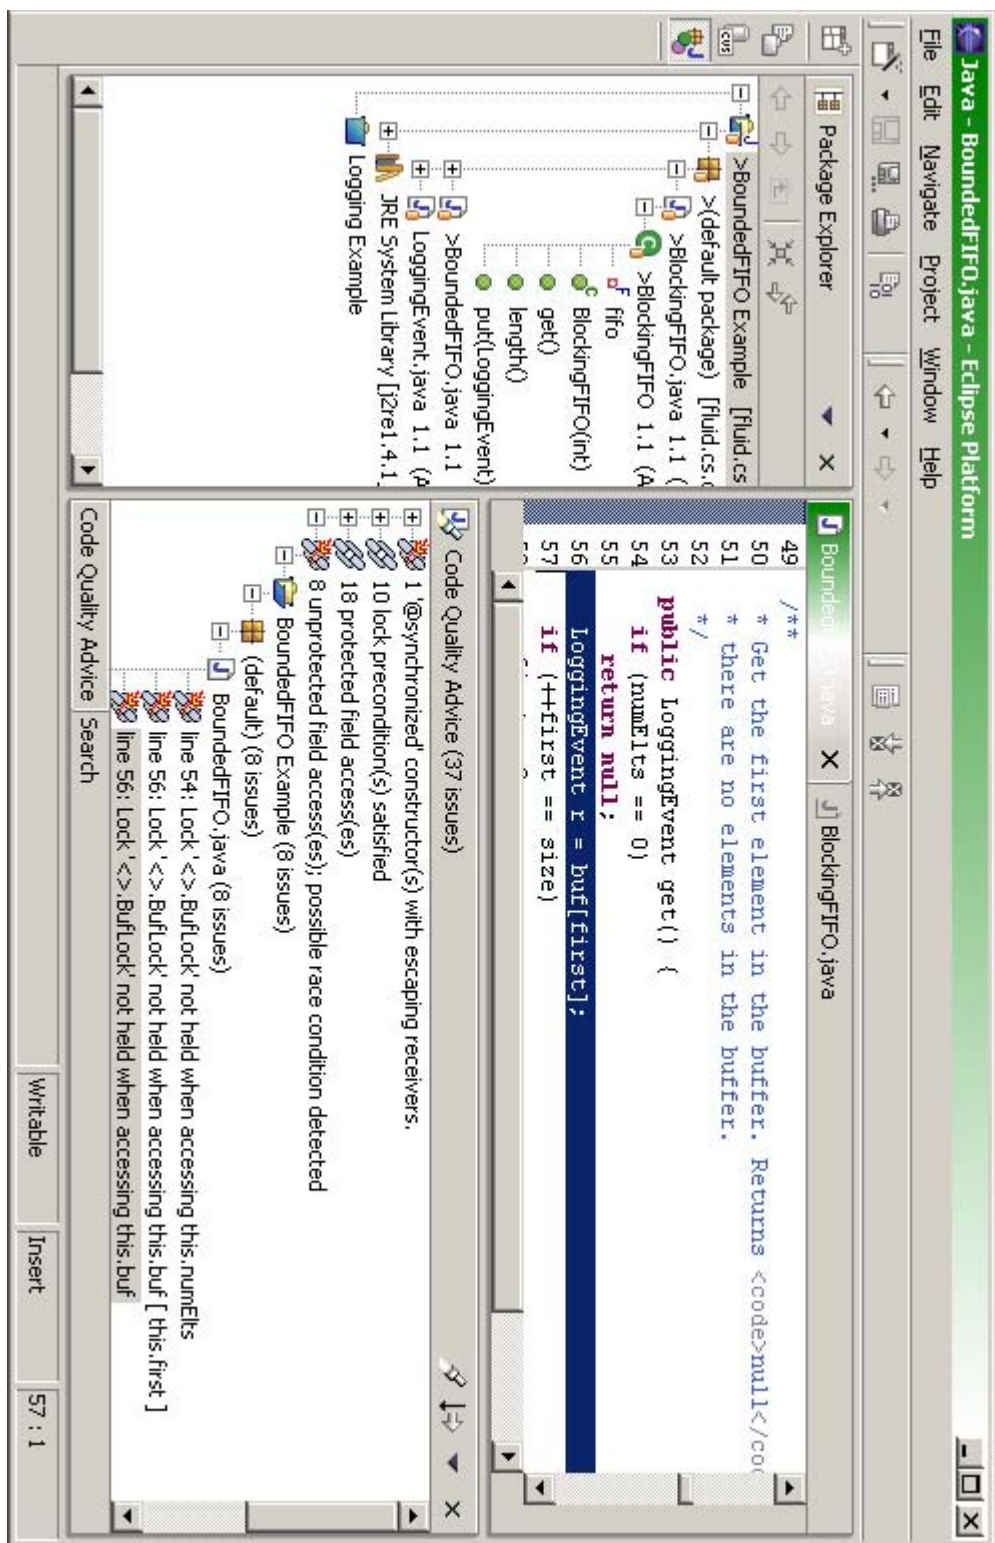 Java - BoundedFIFO.java - Eclipse Platform
File Edit Navigate Project Window Help
Package Explorer
>BoundedFIFO Example [fluid.cs
>(default package) [fluid.cs.c
>BlockingFIFO.java 1.1 (
>BlockingFIFO 1.1 (A
fifo
BlockingFIFO(int)
get()
length()
put(LoggingEvent)
>BoundedFIFO.java 1.1
LoggingEvent.java 1.1 (A
JRE System Library [j2re1.4.1_
Logging Example
BlockingFIFO.java
49 /**
50 * Get the first element in the buffer. Returns <code>null</cod
51 * there are no elements in the buffer.
52 */
53 public LoggingEvent get() {
54 if (numElts == 0)
55 return null;
56 LoggingEvent r = buf[first];
57 if (++first == size)
Code Quality Advice (37 issues)
1 '@synchronized' constructor(s) with escaping receivers.
10 lock precondition(s) satisfied
18 protected field access(es)
8 unprotected field access(es); possible race condition detected
BoundedFIFO Example (8 issues)
(default) (8 issues)
BoundedFIFO.java (8 issues)
line 54: Lock '<>.BufLock' not held when accessing this.numElts
line 56: Lock '<>.BufLock' not held when accessing this.buf [ this.first ]
line 56: Lock '<>.BufLock' not held when accessing this.buf
Code Quality Advice Search
Writable Insert 57 : 1